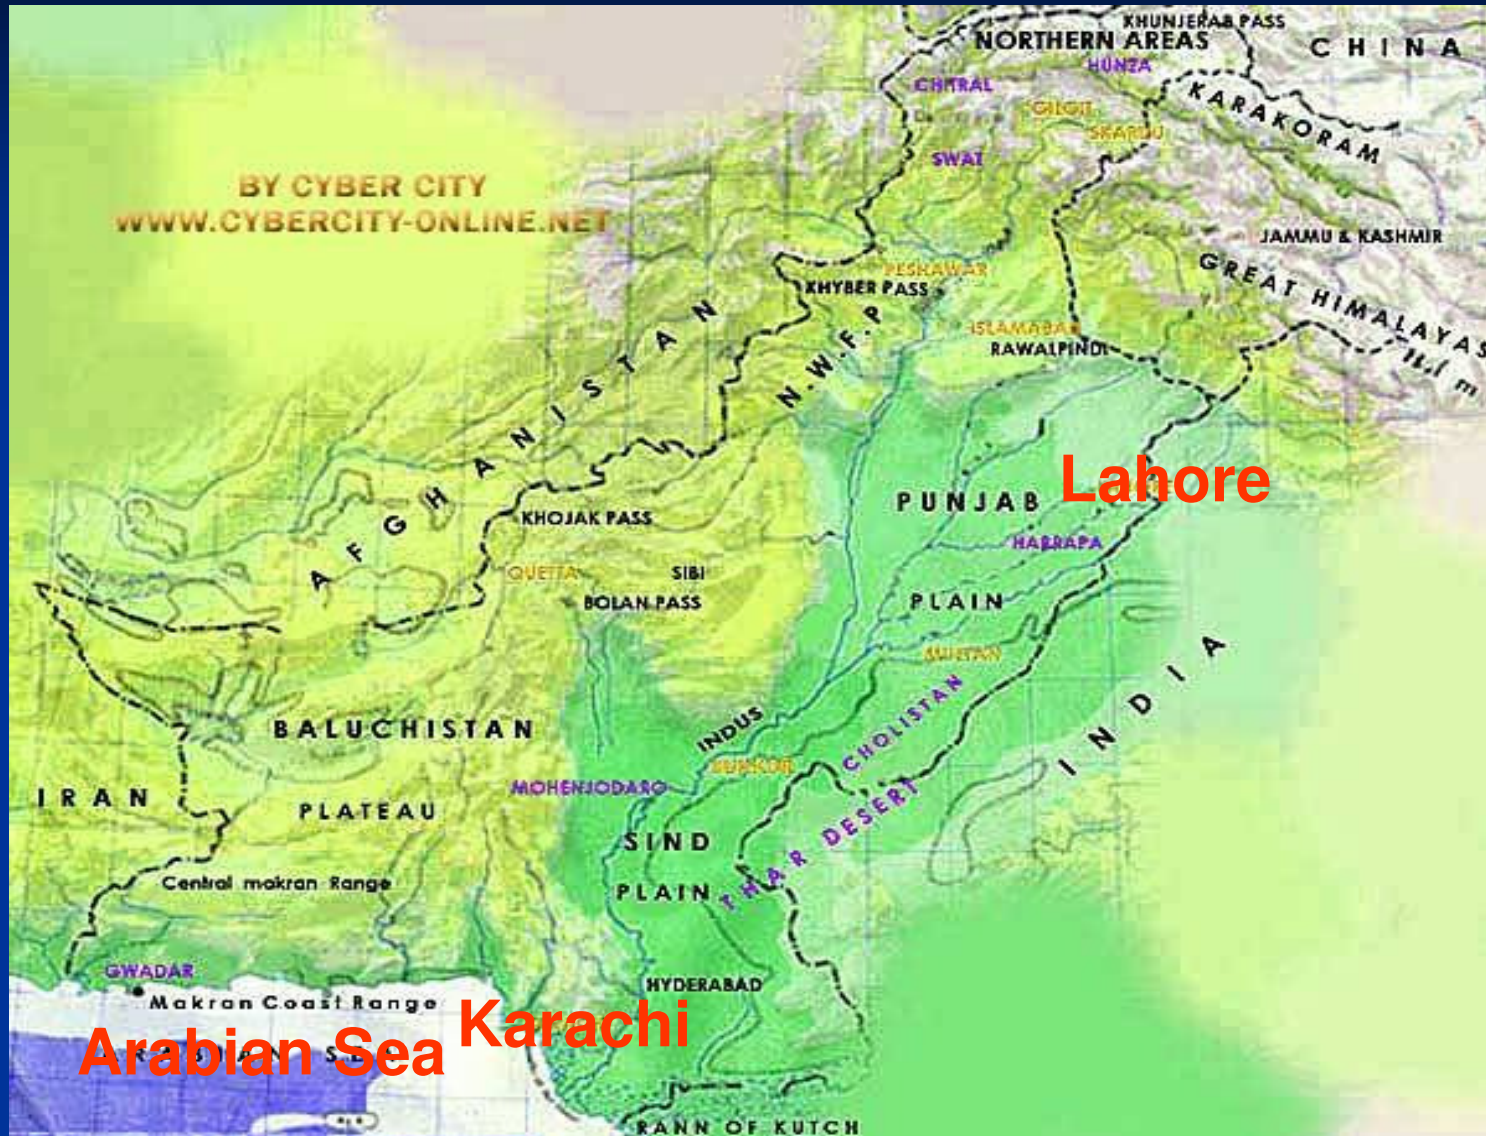 KHUNJERAB PASS
NORTHERN AREAS
CHINA
HUNZA
CHITRAL
KARAKORAM
GILGIT
SKARDU
SWAT
BY CYBER CITY
WWW.CYBERCITY-ONLINE.NET
JAMMU & KASHMIR
GREAT HIMALAYAS
PESHAWAR
KHYBER PASS
N.W.F.P
ISLAMABAD
RAWALPINDI
AFGHANISTAN
Lahore
PUNJAB
KHOJAK PASS
HARRAPA
QUETTA
SIBI
BOLAN PASS
PLAIN
MULTAN
INDIA
CHOLISTAN
BALUCHISTAN
INDUS
SUKKUR
MOHENJODARO
IRAN
PLATEAU
THAR DESERT
SIND
PLAIN
Central makran Range
GWADAR
HYDERABAD
Makran Coast Range
Karachi
Arabian Sea
ARABIAN SEA
RANN OF KUTCH